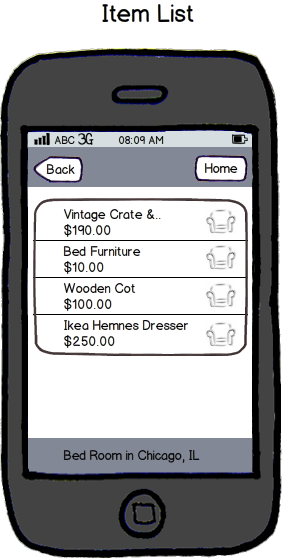 Item List
ABC 3G 08:09 AM
Back Home
Vintage Crate &..
$190.00
Bed Furniture
$10.00
Wooden Cot
$100.00
Ikea Hemnes Dresser
$250.00
Bed Room in Chicago, IL